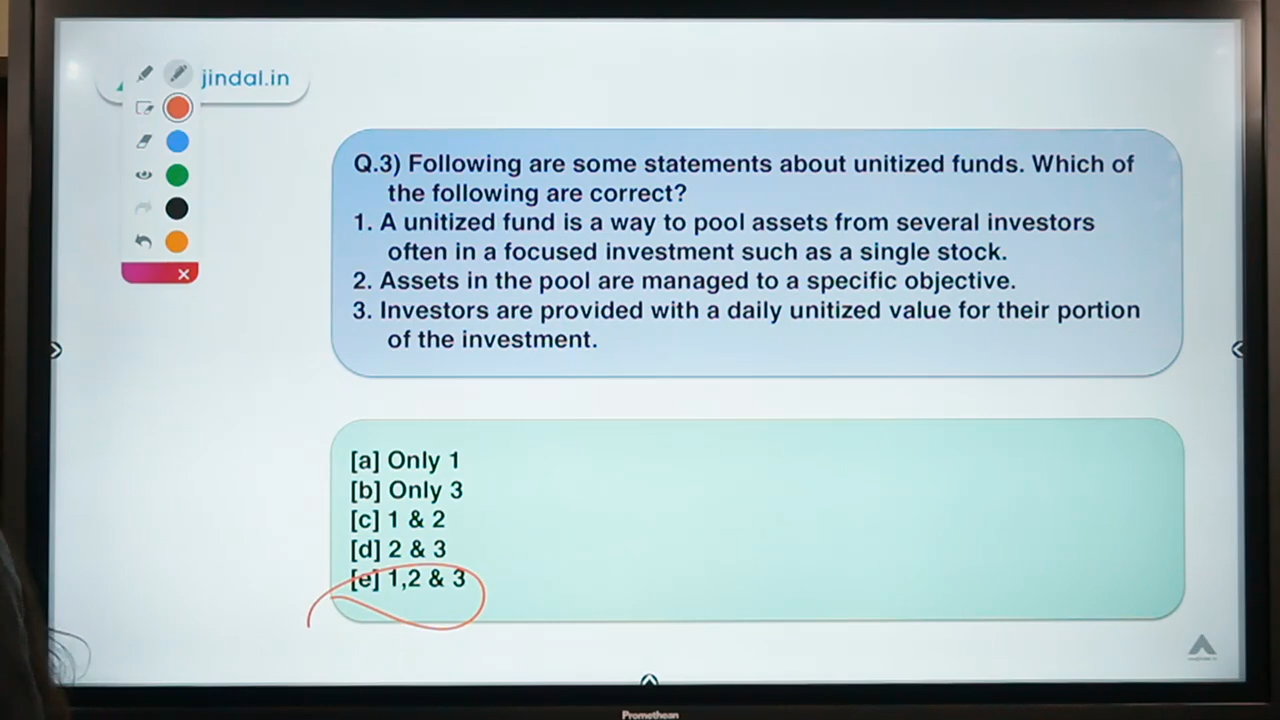 jindal.in
Q.3) Following are some statements about unitized funds. Which of
the following are correct?
1. A unitized fund is a way to pool assets from several investors
often in a focused investment such as a single stock.
2. Assets in the pool are managed to a specific objective.
3. Investors are provided with a daily unitized value for their portion
of the investment.
[a] Only 1
[b] Only 3
[c] 1 & 2
[d] 2 & 3
[e] 1,2 & 3
Promethean